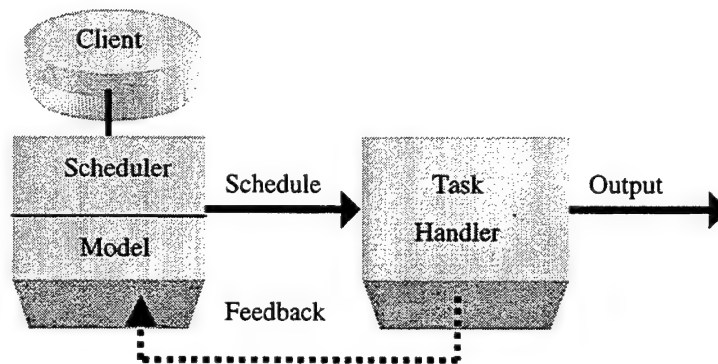 Client
Scheduler
Schedule
Task
Handler
Output
Model
Feedback